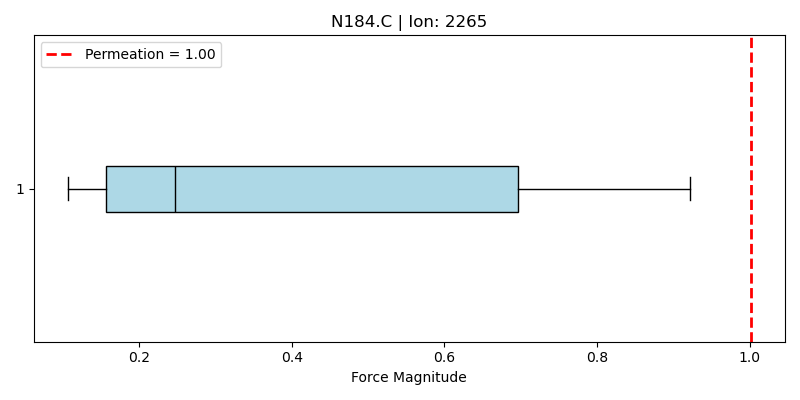 N184.C | Ion: 2265
Permeation = 1.00
1
0.2 0.4 0.6 0.8 1.0
Force Magnitude